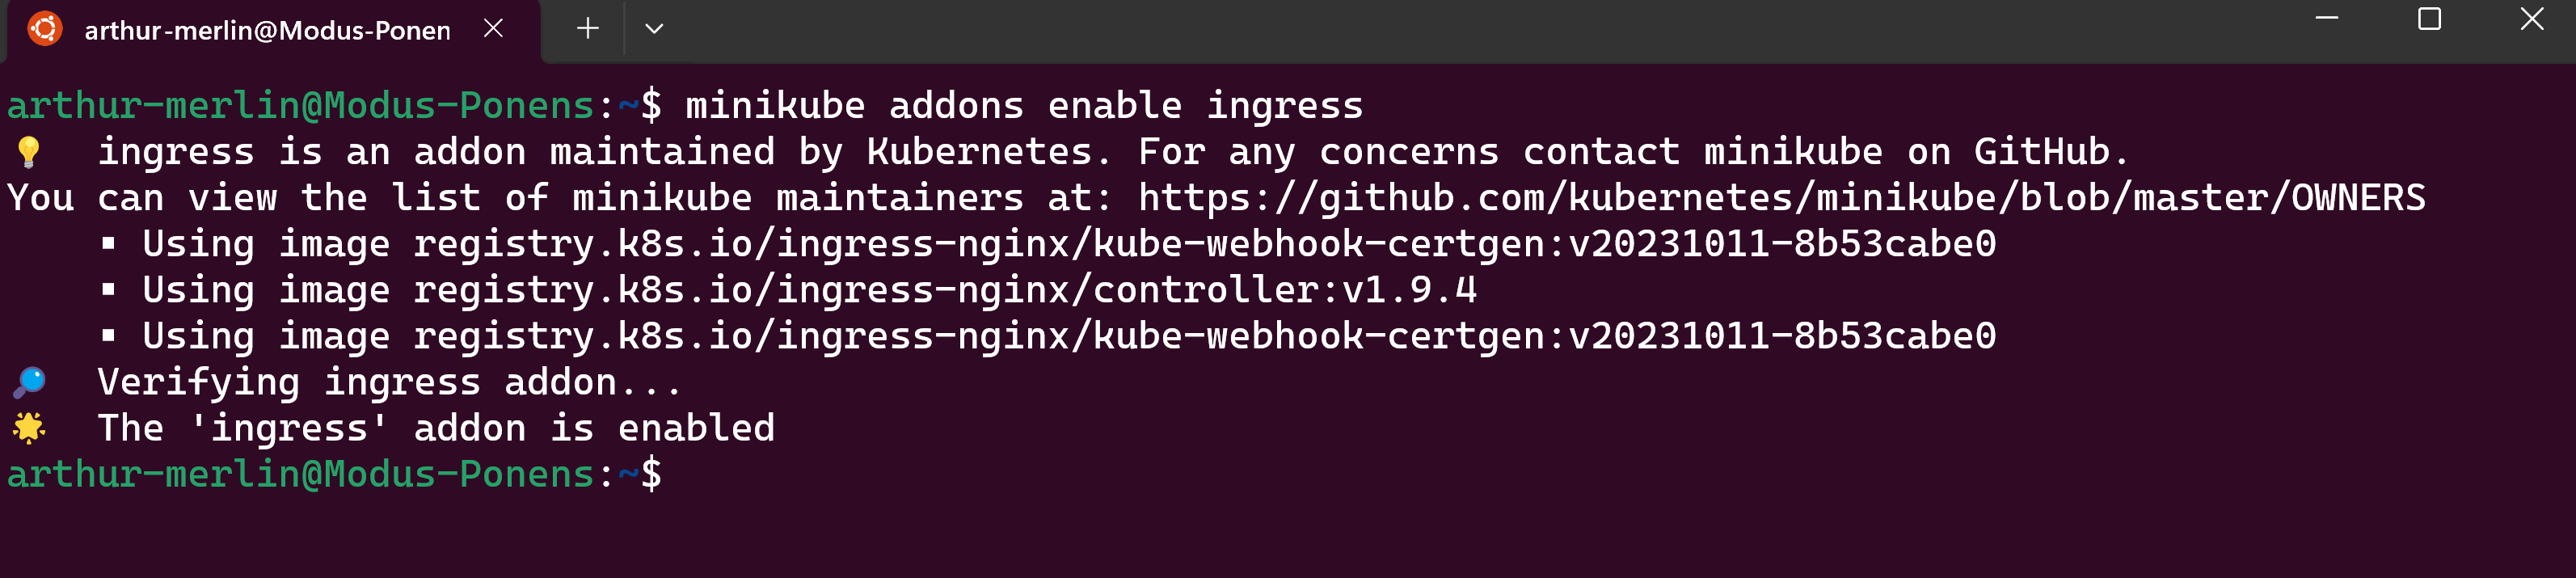 arthur-merlin@Modus-Ponen
arthur-merlin@Modus-Ponens:~$ minikube addons enable ingress
💡  ingress is an addon maintained by Kubernetes. For any concerns contact minikube on GitHub.
You can view the list of minikube maintainers at: https://github.com/kubernetes/minikube/blob/master/OWNERS
    ▪ Using image registry.k8s.io/ingress-nginx/kube-webhook-certgen:v20231011-8b53cabe0
    ▪ Using image registry.k8s.io/ingress-nginx/controller:v1.9.4
    ▪ Using image registry.k8s.io/ingress-nginx/kube-webhook-certgen:v20231011-8b53cabe0
🔎  Verifying ingress addon...
🌟  The 'ingress' addon is enabled
arthur-merlin@Modus-Ponens:~$